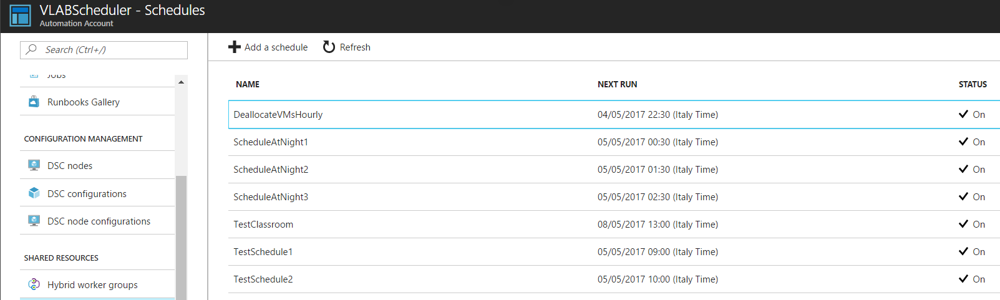 VLABScheduler - Schedules
Automation Account
Search (Ctrl+/)
Jobs
Runbooks Gallery
CONFIGURATION MANAGEMENT
DSC nodes
DSC configurations
DSC node configurations
SHARED RESOURCES
Hybrid worker groups
Add a schedule Refresh
NAME NEXT RUN STATUS
DeallocateVMsHourly 04/05/2017 22:30 (Italy Time) On
ScheduleAtNight1 05/05/2017 00:30 (Italy Time) On
ScheduleAtNight2 05/05/2017 01:30 (Italy Time) On
ScheduleAtNight3 05/05/2017 02:30 (Italy Time) On
TestClassroom 08/05/2017 13:00 (Italy Time) On
TestSchedule1 05/05/2017 09:00 (Italy Time) On
TestSchedule2 05/05/2017 10:00 (Italy Time) On